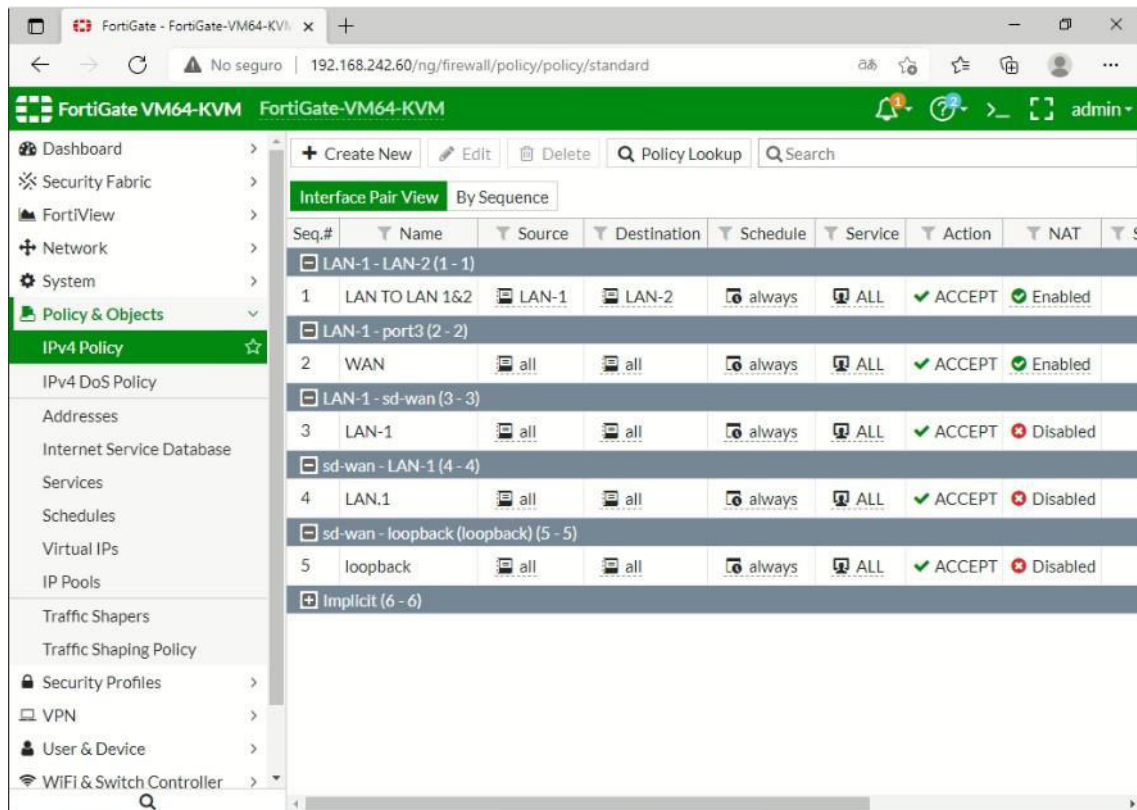 FortiGate - FortiGate-VM64-KVM
No seguro | 192.168.242.60/ng/firewall/policy/policy/standard
FortiGate VM64-KVM FortiGate-VM64-KVM 1 2 >_ admin
Dashboard
Security Fabric
FortiView
Network
System
Policy & Objects
IPv4 Policy
IPv4 DoS Policy
Addresses
Internet Service Database
Services
Schedules
Virtual IPs
IP Pools
Traffic Shapers
Traffic Shaping Policy
Security Profiles
VPN
User & Device
WiFi & Switch Controller
+ Create New Edit Delete Policy Lookup Search
Interface Pair View By Sequence
Seq.# Name Source Destination Schedule Service Action NAT S
LAN-1 - LAN-2 (1 - 1)
1 LAN TO LAN 1&2 LAN-1 LAN-2 always ALL ACCEPT Enabled
LAN-1 - port3 (2 - 2)
2 WAN all all always ALL ACCEPT Enabled
LAN-1 - sd-wan (3 - 3)
3 LAN-1 all all always ALL ACCEPT Disabled
sd-wan - LAN-1 (4 - 4)
4 LAN.1 all all always ALL ACCEPT Disabled
sd-wan - loopback (loopback) (5 - 5)
5 loopback all all always ALL ACCEPT Disabled
Implicit (6 - 6)